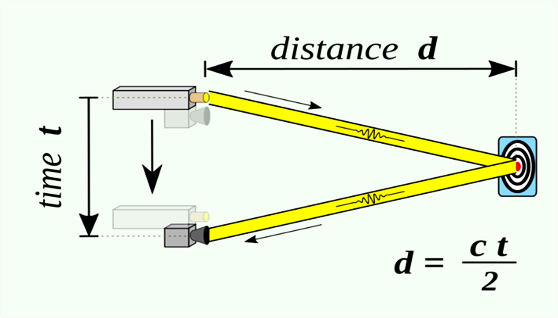 distance d
time t
d = c t / 2